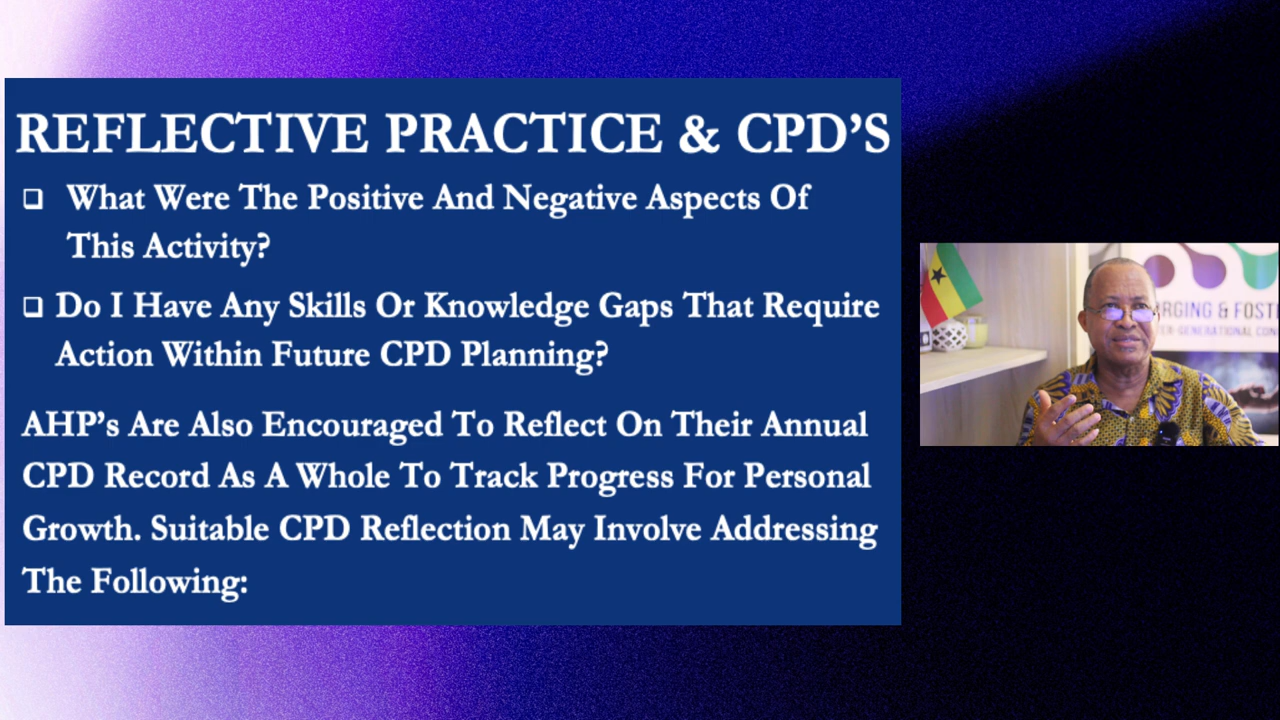 REFLECTIVE PRACTICE & CPD'S
❑ What Were The Positive And Negative Aspects Of
This Activity?
❑ Do I Have Any Skills Or Knowledge Gaps That Require
Action Within Future CPD Planning?
AHP's Are Also Encouraged To Reflect On Their Annual
CPD Record As A Whole To Track Progress For Personal
Growth. Suitable CPD Reflection May Involve Addressing
The Following:
& FOSTI